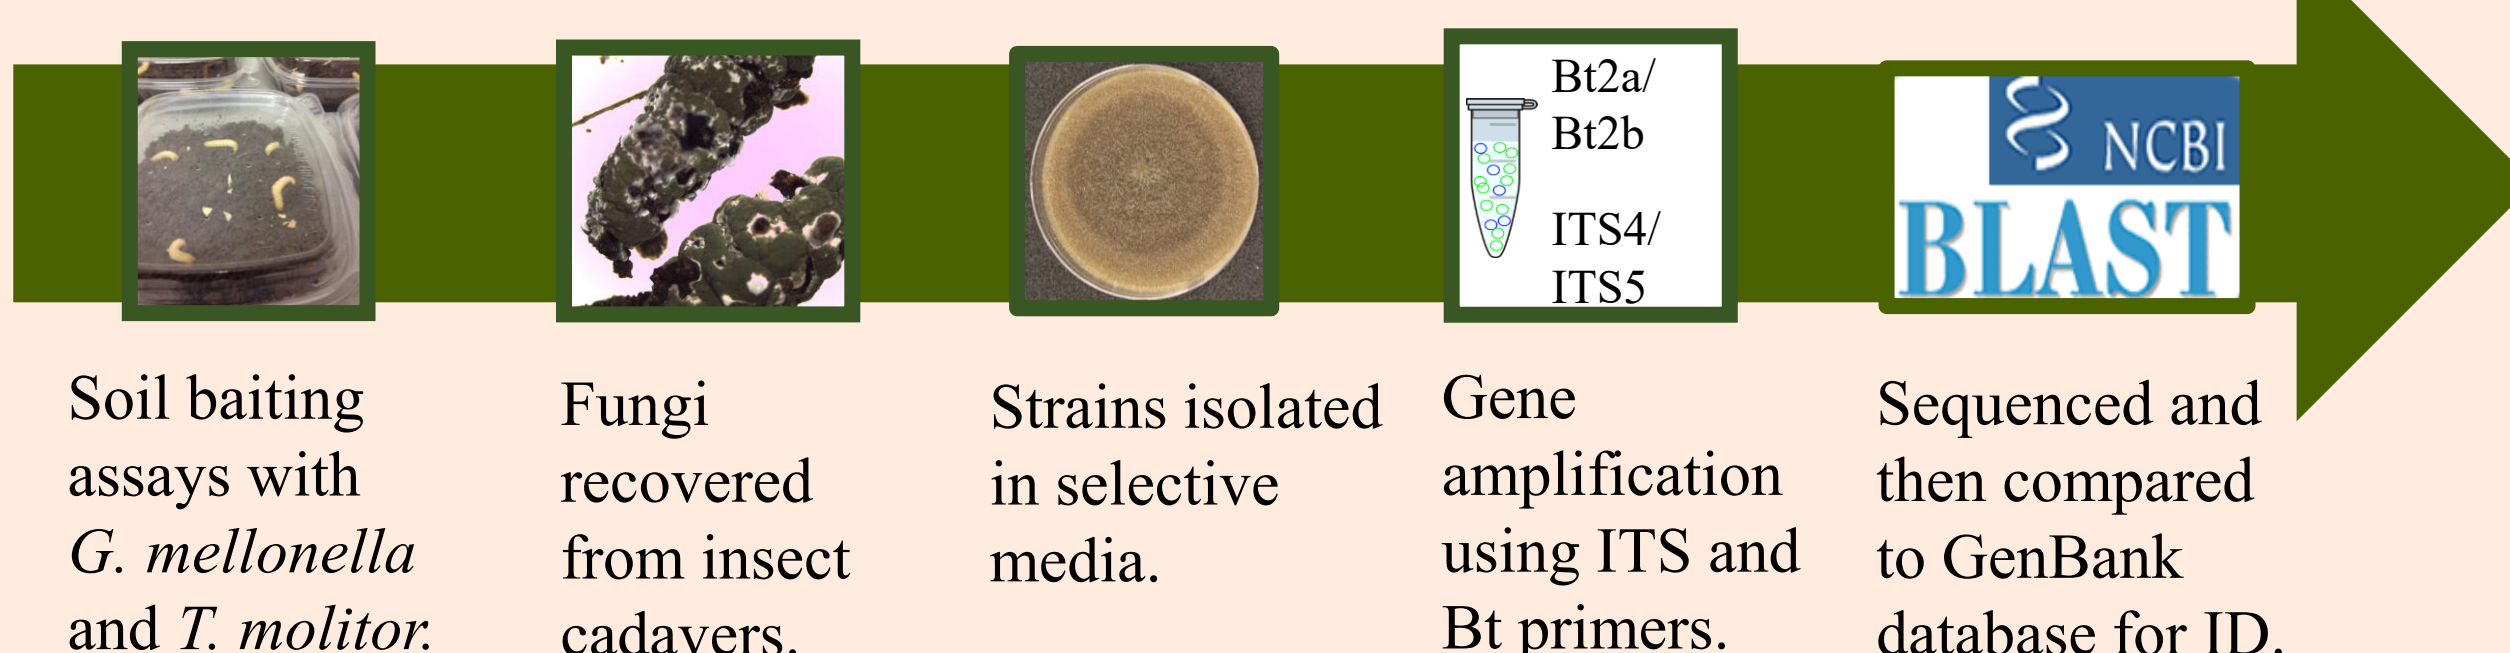 Bt2a/
Bt2b
ITS4/
ITS5
NCBI
BLAST
Soil baiting
assays with
G. mellonella
and T. molitor.
Fungi
recovered
from insect
cadavers.
Strains isolated
in selective
media.
Gene
amplification
using ITS and
Bt primers.
Sequenced and
then compared
to GenBank
database for ID.